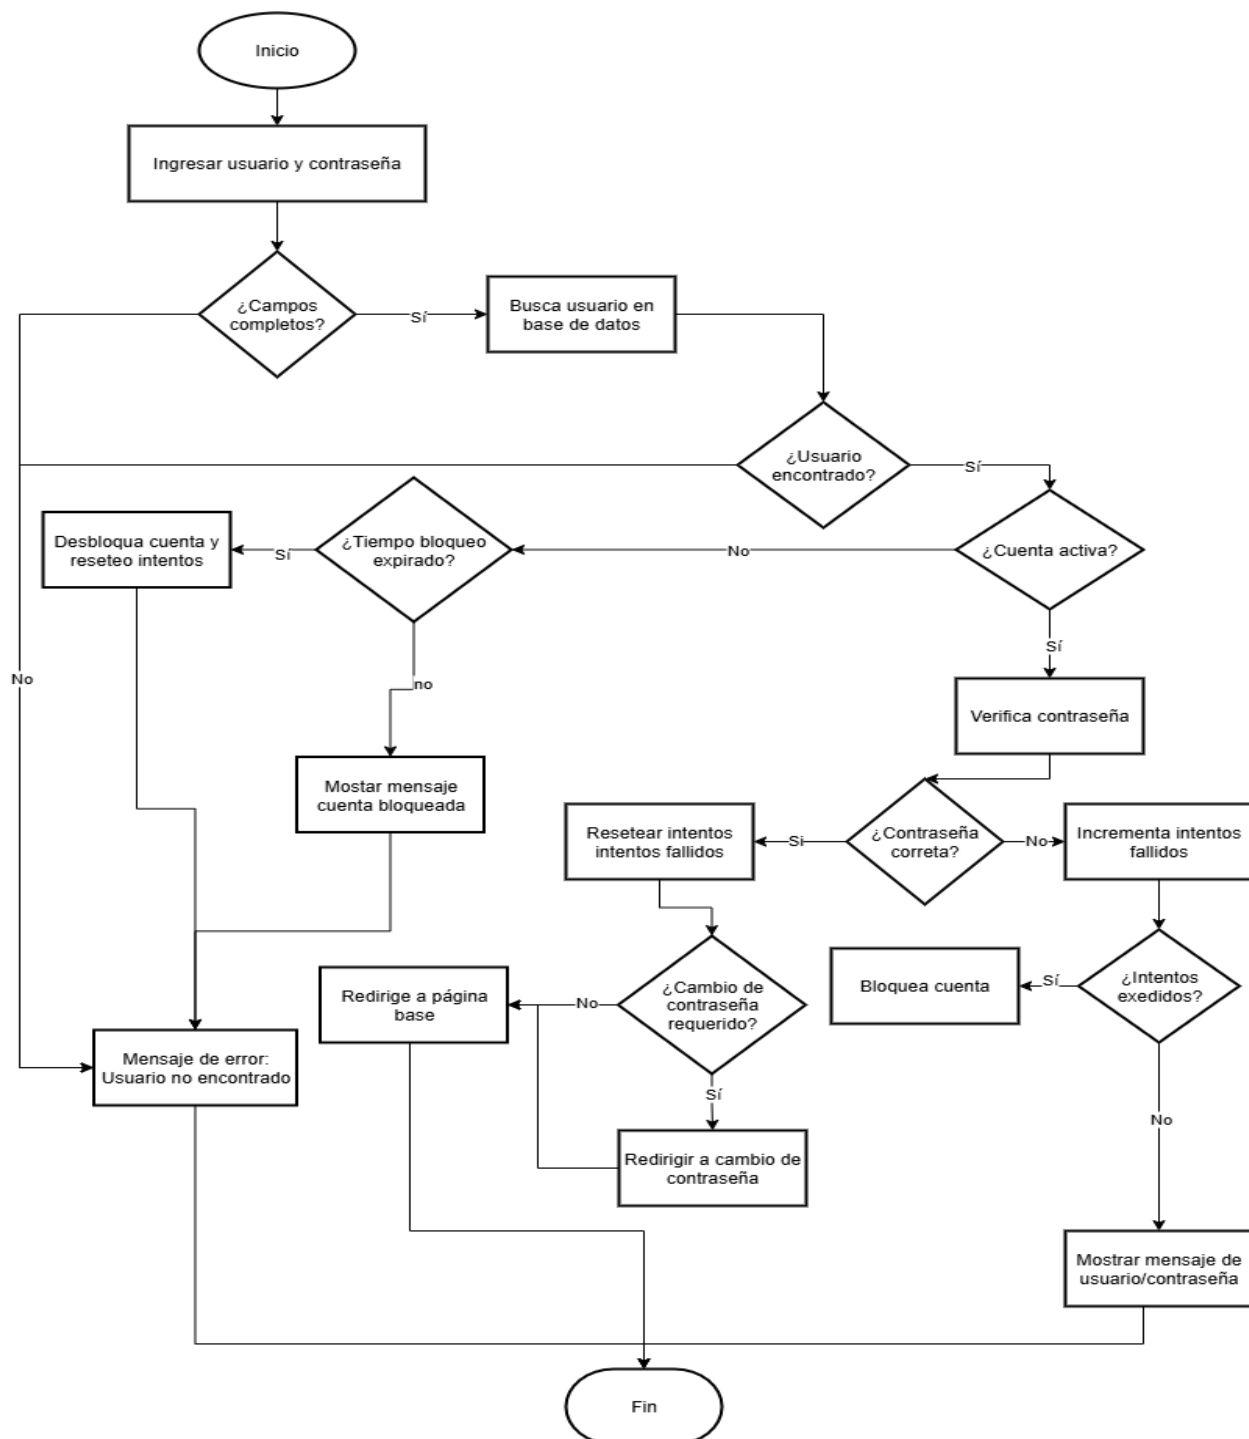 Inicio
Ingresar usuario y contraseña
¿Campos
completos?
Sí
Busca usuario en
base de datos
¿Usuario
encontrado?
Sí
Desbloqua cuenta y
reseteo intentos
Sí
¿Tiempo bloqueo
expirado?
No
¿Cuenta activa?
Sí
No
no
Verifica contraseña
Mostar mensaje
cuenta bloqueada
Resetear intentos
intentos fallidos
Si
¿Contraseña
correta?
No
Incrementa intentos
fallidos
Redirige a página
base
No
¿Cambio de
contraseña
requerido?
Bloquea cuenta
Sí
¿Intentos
exedidos?
Mensaje de error:
Usuario no encontrado
Sí
No
Redirigir a cambio de
contraseña
Mostrar mensaje de
usuario/contraseña
Fin